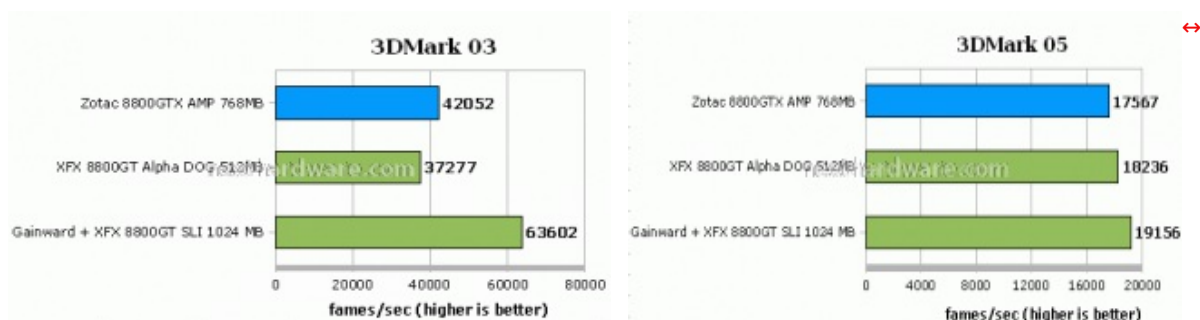 3DMark 03
Zotac 8800GTX AMP 768MB
42052
XFX 8800GT Alpha DOG 512MB
37277
Gainward + XFX 8800GT SLI 1024 MB
63602
0 20000 40000 60000 80000
fames/sec (higher is better)
3DMark 05
Zotac 8800GTX AMP 768MB
17567
XFX 8800GT Alpha DOG 512MB
18236
Gainward + XFX 8800GT SLI 1024 MB
19156
0 4000 8000 12000 16000 20000
fames/sec (higher is better)